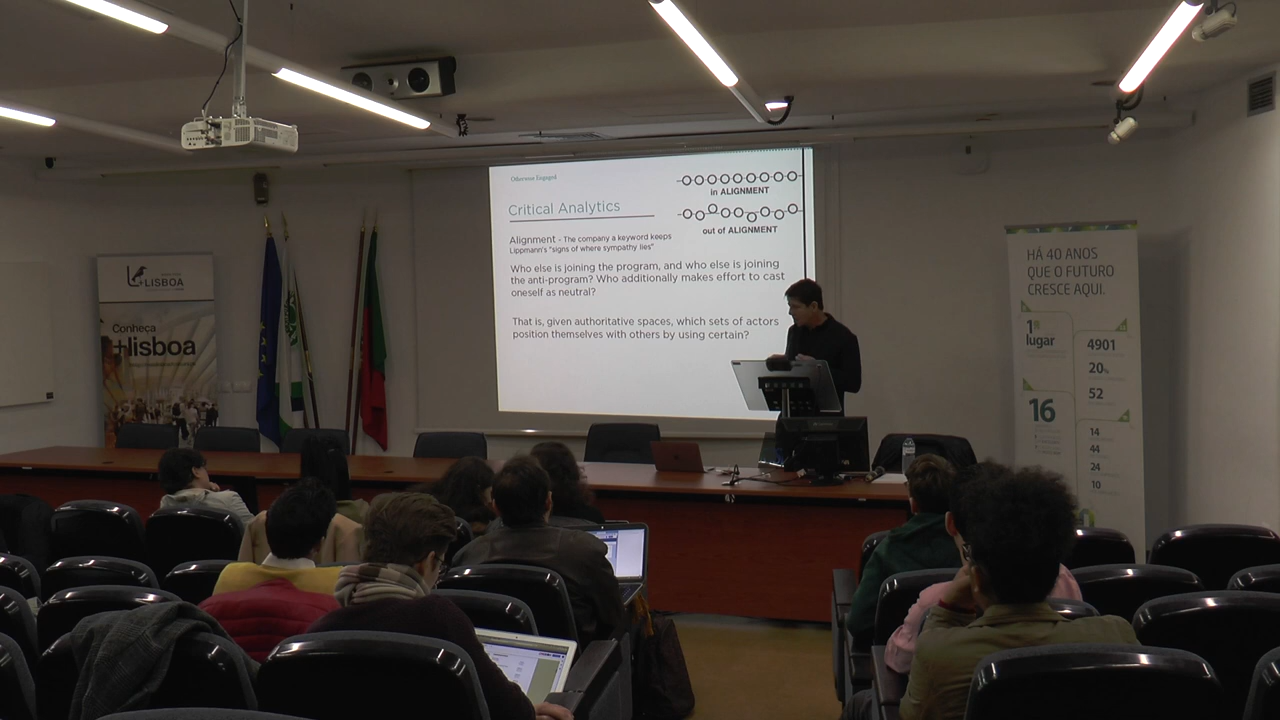 Otherwise Engaged
Critical Analytics
in ALIGNMENT
out of ALIGNMENT
Alignment - The company a keyword keeps
Lippmann's "signs of where sympathy lies"
Who else is joining the program, and who else is joining
the anti-program? Who additionally makes effort to cast
oneself as neutral?
That is, given authoritative spaces, which sets of actors
position themselves with others by using certain?
+LISBOA
Conheça
+lisboa
HÁ 40 ANOS
QUE O FUTURO
CRESCE AQUI.
1º
lugar
16
4901
20%
52
14
44
24
10